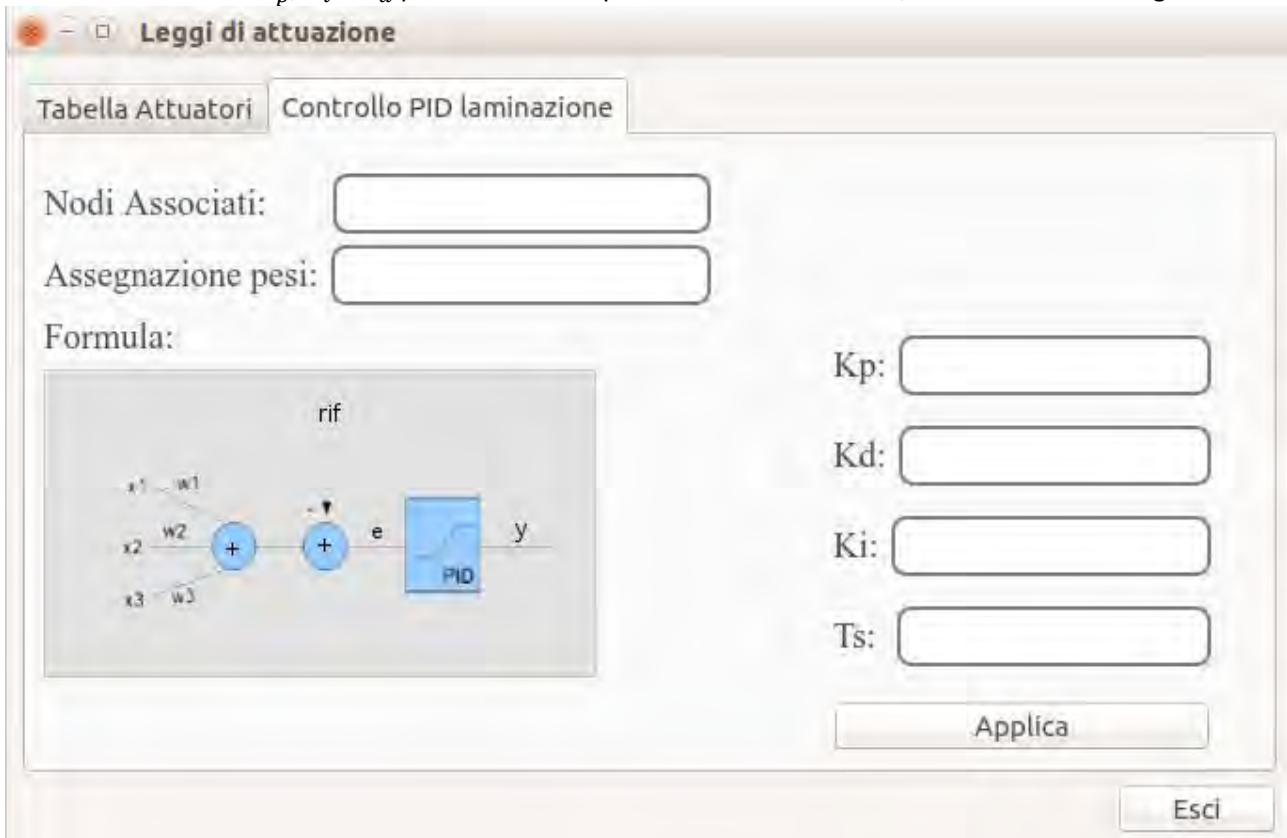 Leggi di attuazione
Tabella Attuatori
Controllo PID laminazione
Nodi Associati:
Assegnazione pesi:
Formula:
rif
x1 w1
x2 w2 + - + e y
PID
x3 w3
Kp:
Kd:
Ki:
Ts:
Applica
Esci